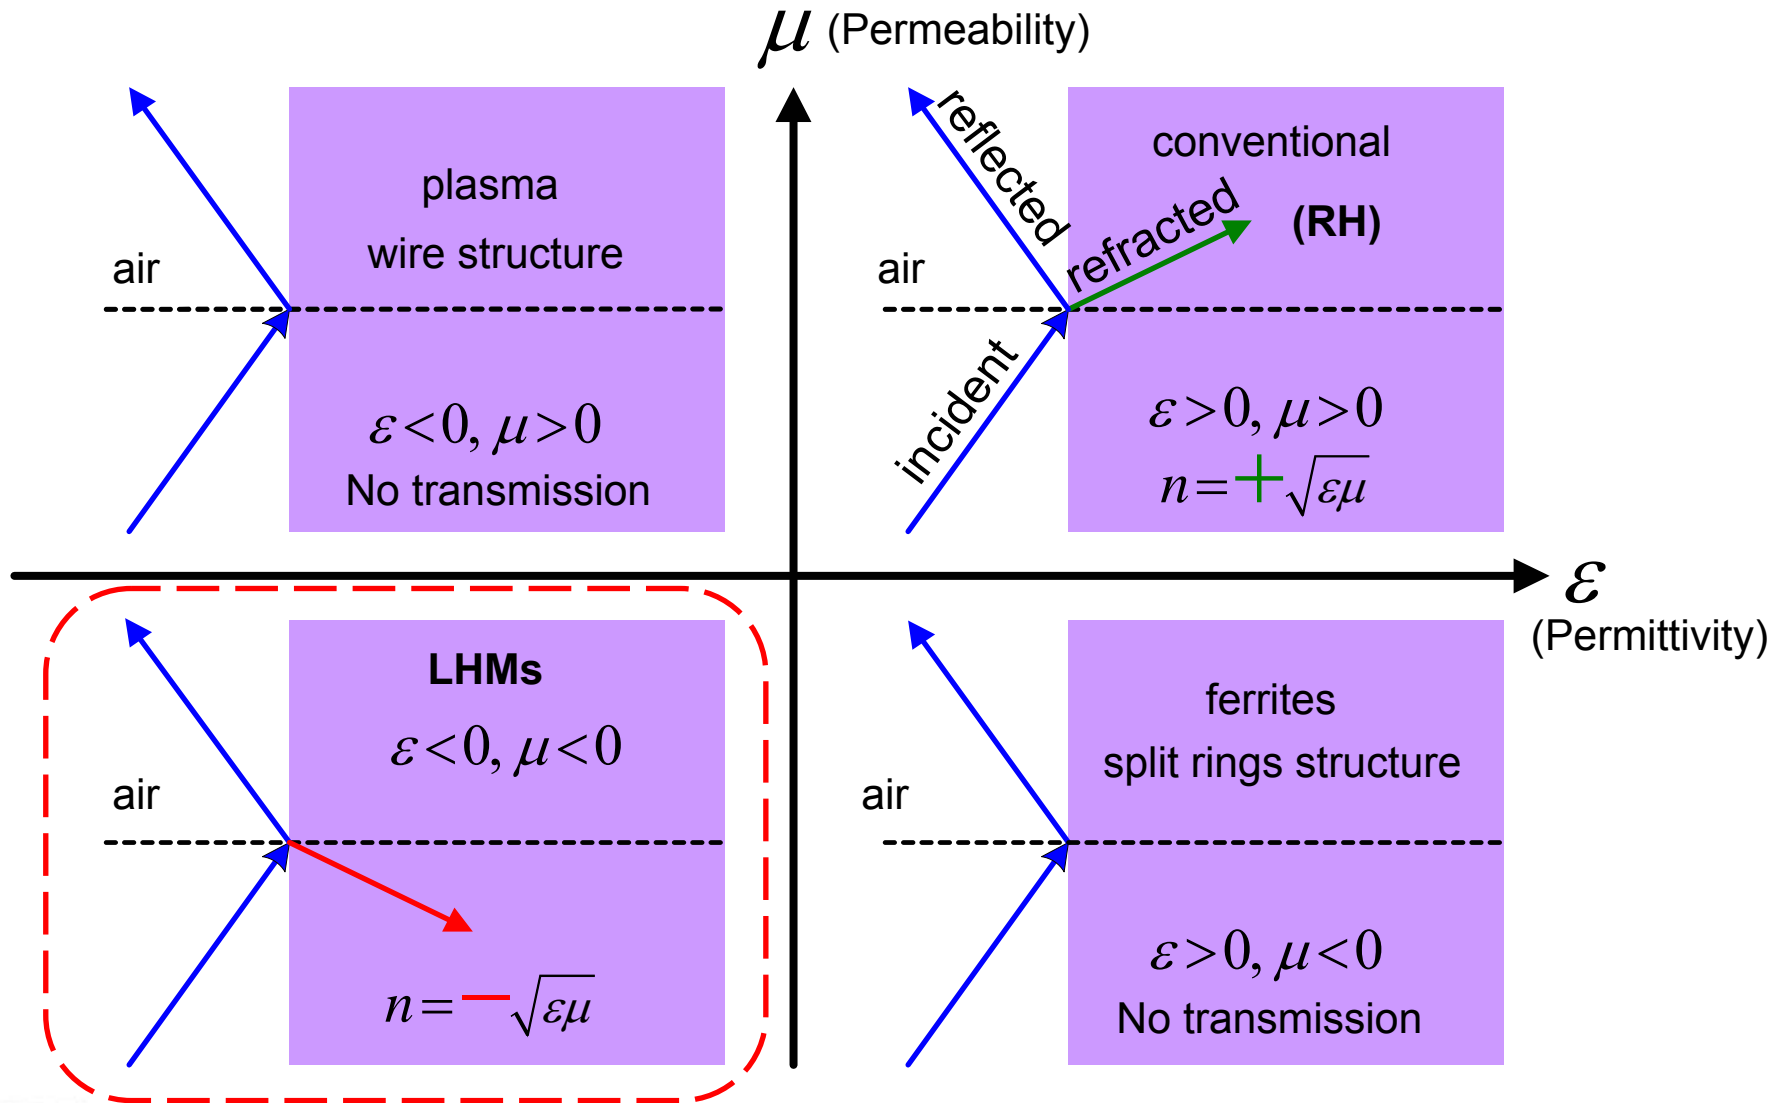 μ (Permeability)
plasma
wire structure
air
ε<0, μ>0
No transmission
reflected
conventional
refracted
(RH)
air
incident
ε>0, μ>0
n=+√εμ
ε
(Permittivity)
LHMs
ε<0, μ<0
air
n=−√εμ
ferrites
split rings structure
air
ε>0, μ<0
No transmission